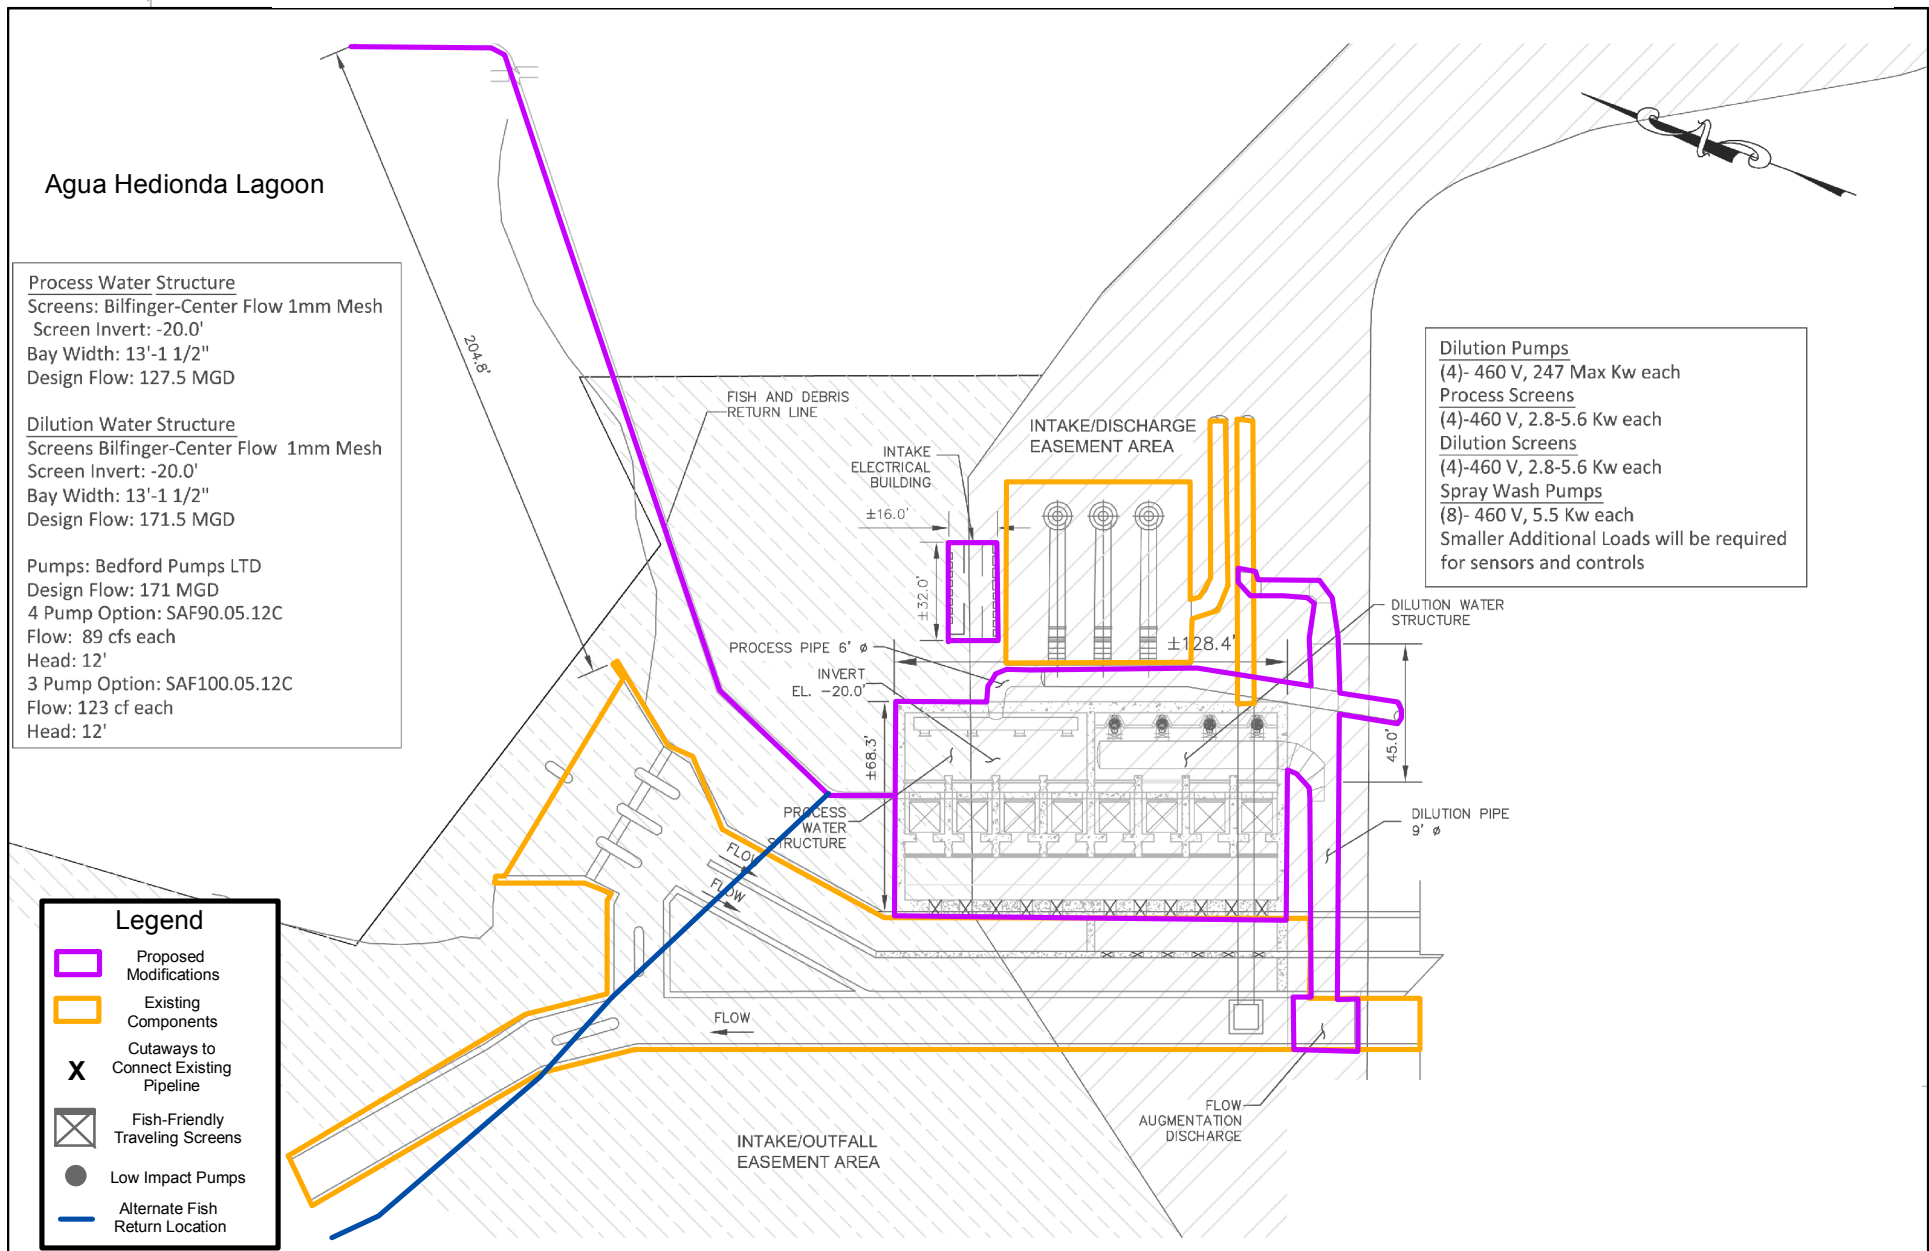 Agua Hedionda Lagoon
Process Water Structure
Screens: Bilfinger-Center Flow 1mm Mesh
Screen Invert: -20.0'
Bay Width: 13'-1 1/2"
Design Flow: 127.5 MGD
Dilution Water Structure
Screens Bilfinger-Center Flow 1mm Mesh
Screen Invert: -20.0'
Bay Width: 13'-1 1/2"
Design Flow: 171.5 MGD
Pumps: Bedford Pumps LTD
Design Flow: 171 MGD
4 Pump Option: SAF90.05.12C
Flow: 89 cfs each
Head: 12'
3 Pump Option: SAF100.05.12C
Flow: 123 cf each
Head: 12'
204.8'
FISH AND DEBRIS
RETURN LINE
INTAKE/DISCHARGE
EASEMENT AREA
INTAKE
ELECTRICAL
BUILDING
±16.0'
±32.0'
Dilution Pumps
(4)- 460 V, 247 Max Kw each
Process Screens
(4)-460 V, 2.8-5.6 Kw each
Dilution Screens
(4)-460 V, 2.8-5.6 Kw each
Spray Wash Pumps
(8)- 460 V, 5.5 Kw each
Smaller Additional Loads will be required
for sensors and controls
DILUTION WATER
STRUCTURE
±128.4'
PROCESS PIPE 6' ø
INVERT
EL. -20.0'
±68.3'
45.0'
PROCESS
WATER
STRUCTURE
DILUTION PIPE
9' ø
FLOW
FLOW
FLOW
X X X X X X X X X X X
FLOW
AUGMENTATION
DISCHARGE
INTAKE/OUTFALL
EASEMENT AREA
Legend
Proposed
Modifications
Existing
Components
X
Cutaways to
Connect Existing
Pipeline
Fish-Friendly
Traveling Screens
Low Impact Pumps
Alternate Fish
Return Location